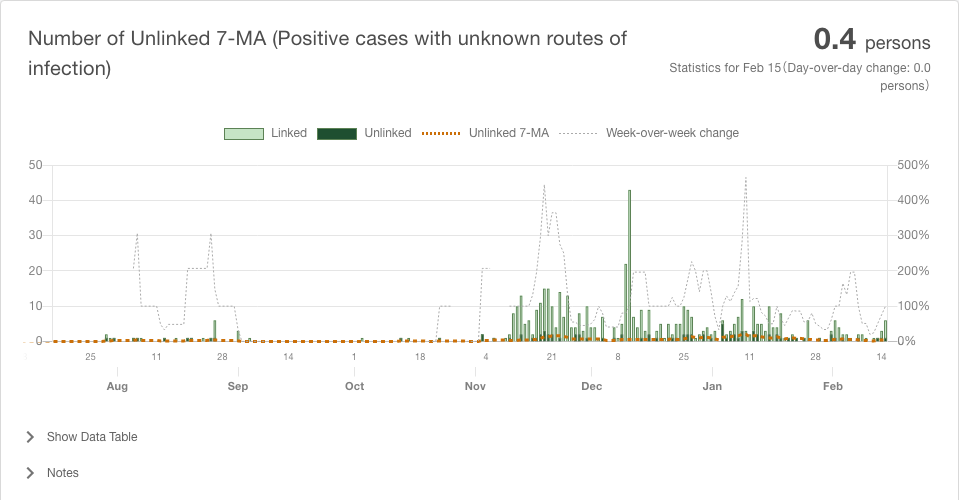 Number of Unlinked 7-MA (Positive cases with unknown routes of
infection)
0.4 persons
Statistics for Feb 15(Day-over-day change: 0.0
persons)
Linked Unlinked Unlinked 7-MA Week-over-week change
50 500%
40 400%
30 300%
20 200%
10 100%
0 0%
25 11 28 14 1 18 4 21 8 25 11 28 14
Aug Sep Oct Nov Dec Jan Feb
Show Data Table
Notes